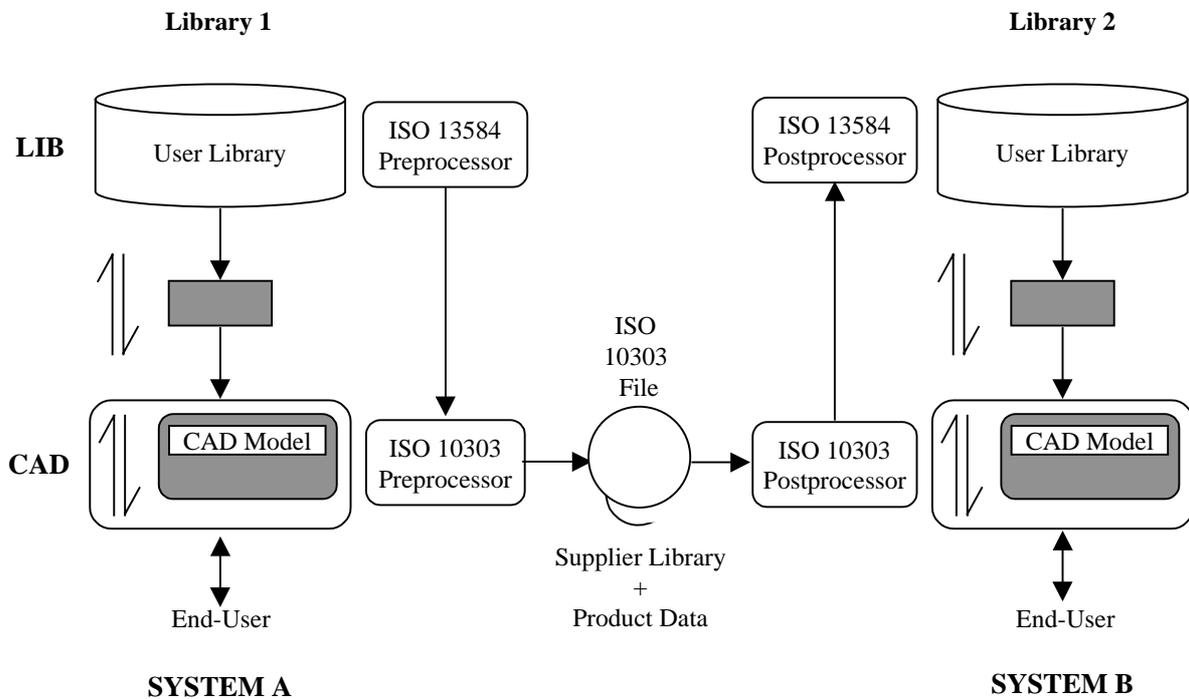 Library 1
Library 2
LIB
User Library
ISO 13584
Preprocessor
ISO 13584
Postprocessor
User Library
ISO
10303
File
CAD
CAD Model
ISO 10303
Preprocessor
ISO 10303
Postprocessor
CAD Model
Supplier Library
+
Product Data
End-User
End-User
SYSTEM A
SYSTEM B